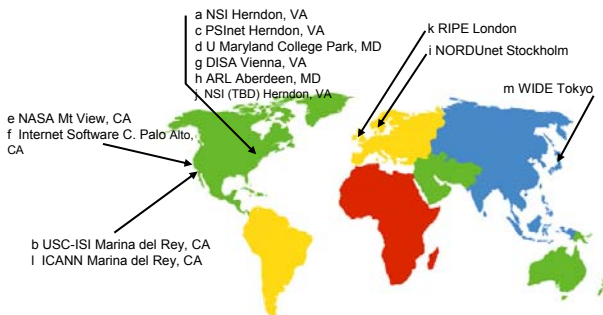 a NSI Herndon, VA
c PSInet Herndon, VA
d U Maryland College Park, MD
g DISA Vienna, VA
h ARL Aberdeen, MD
j NSI (TBD) Herndon, VA
k RIPE London
i NORDUnet Stockholm
m WIDE Tokyo
e NASA Mt View, CA
f Internet Software C. Palo Alto,
CA
b USC-ISI Marina del Rey, CA
l ICANN Marina del Rey, CA